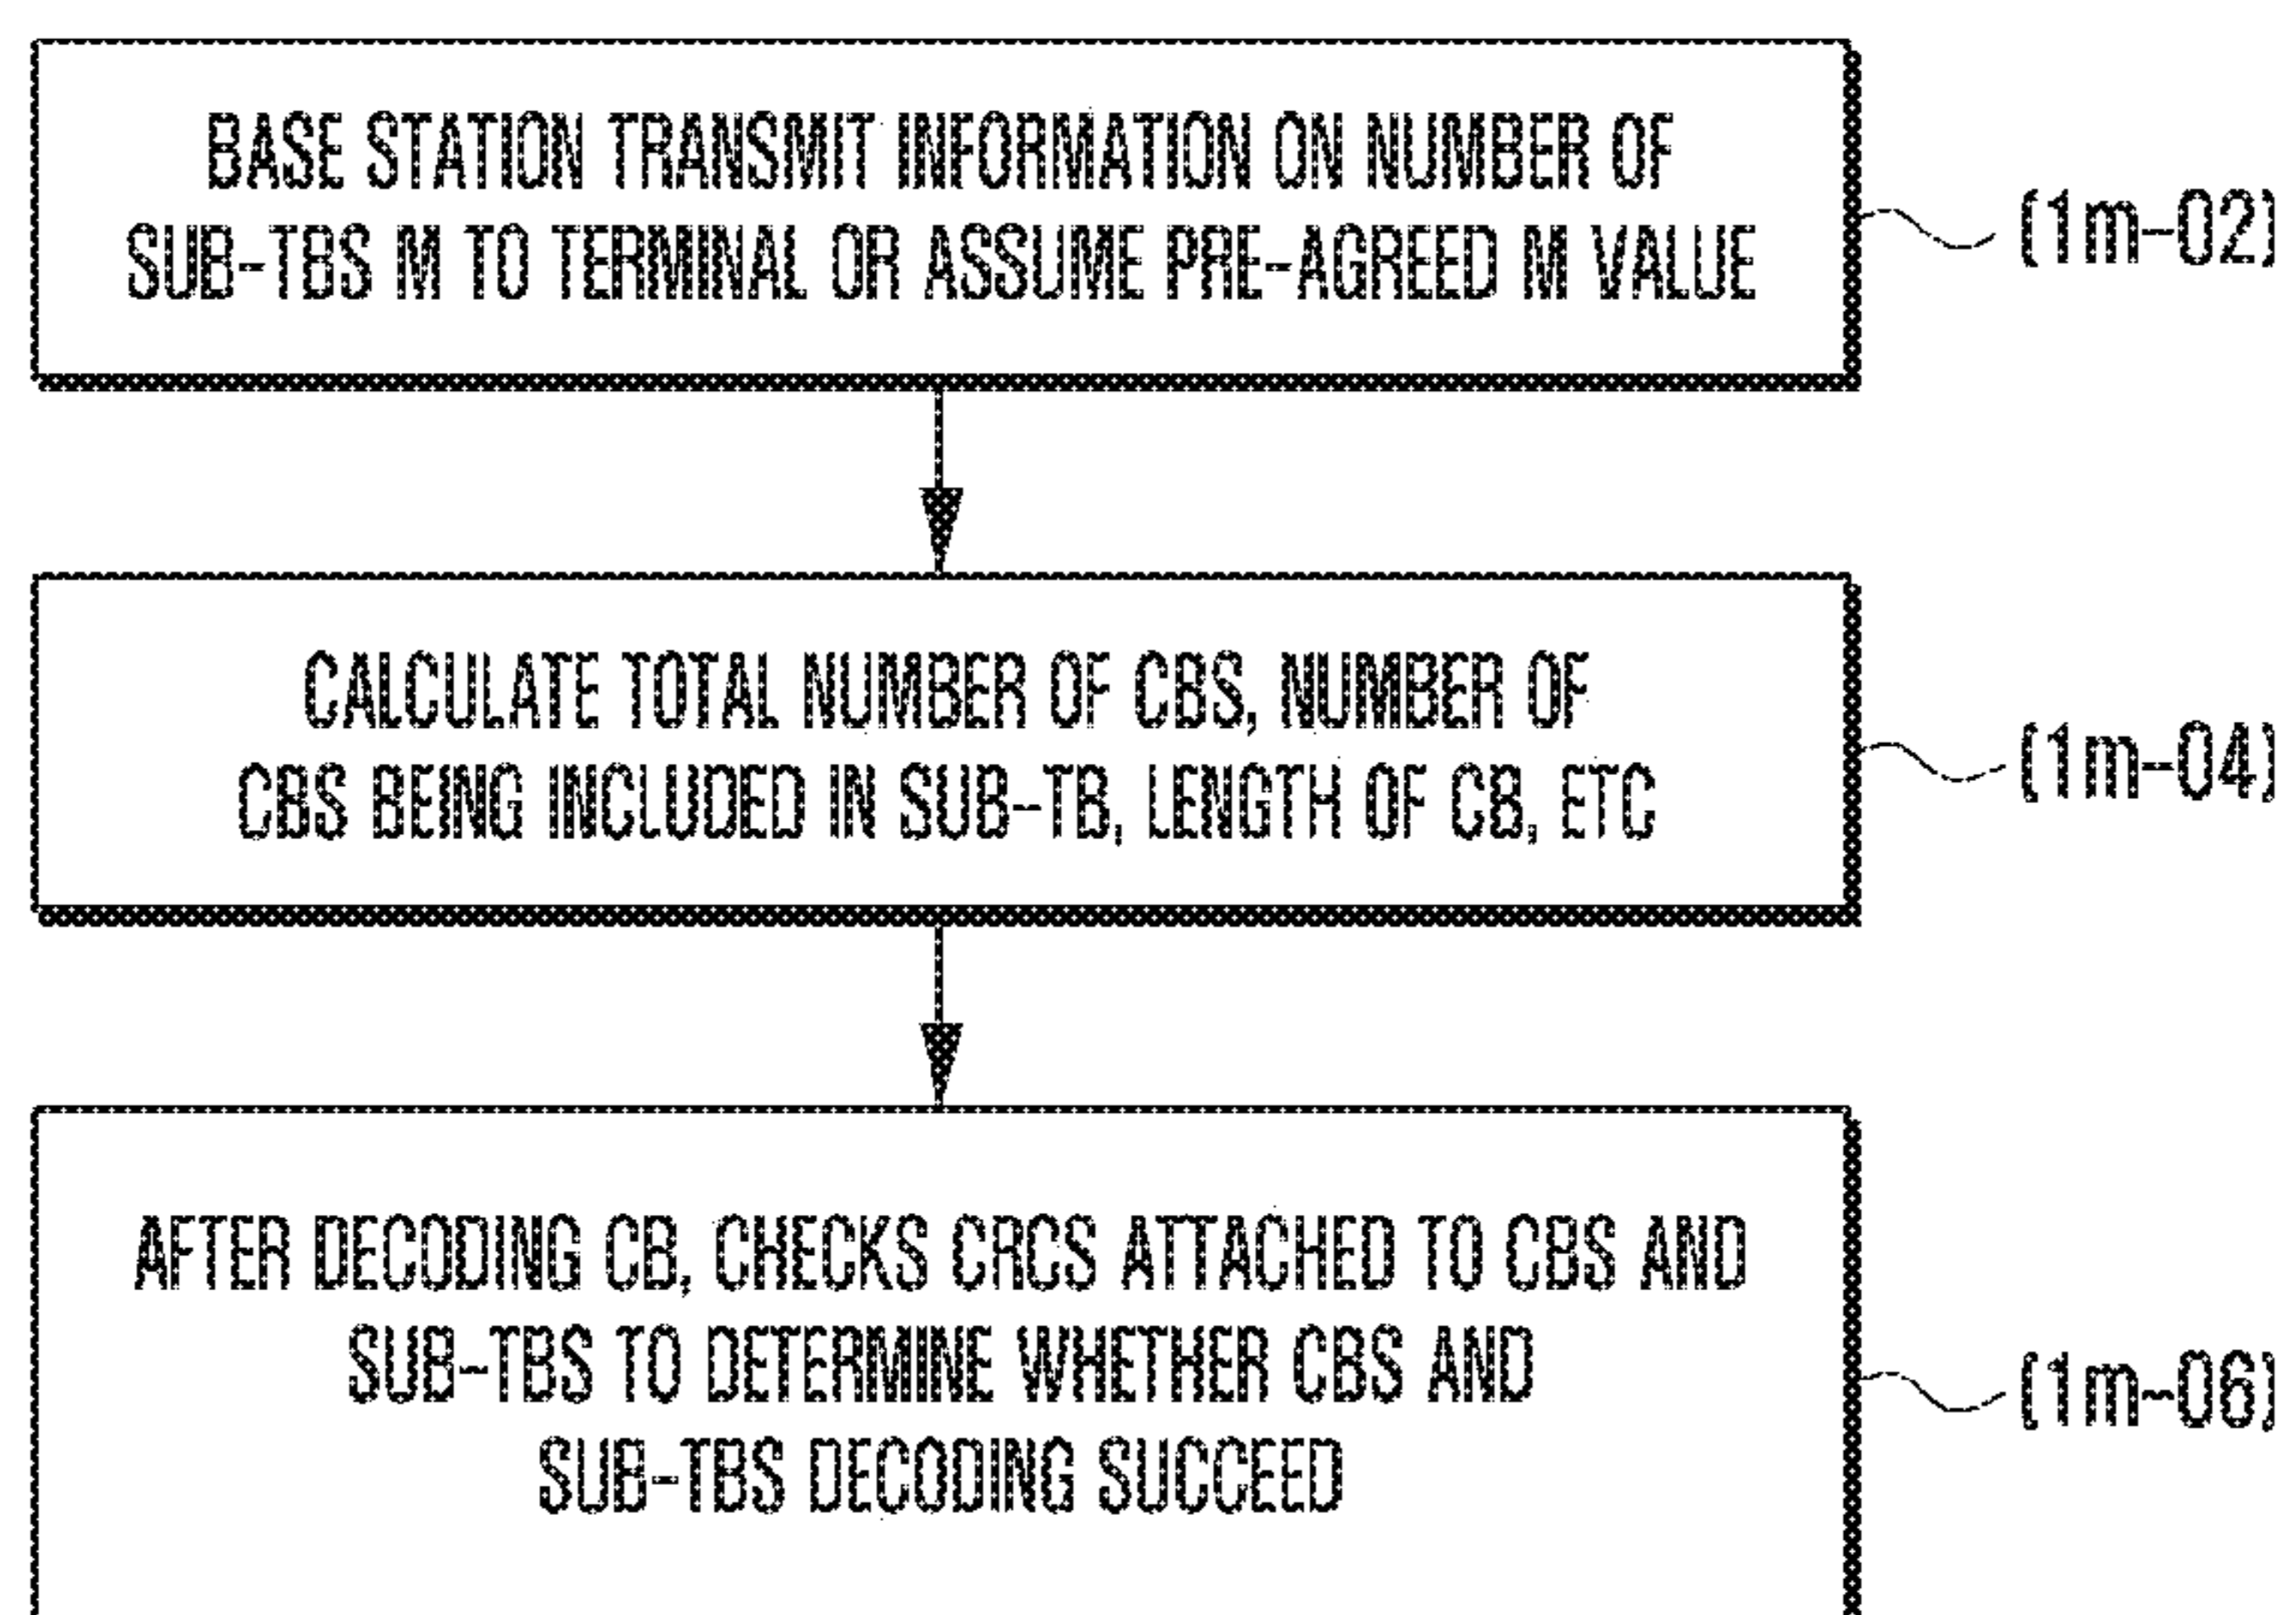 BASE STATION TRANSMIT INFORMATION ON NUMBER OF
SUB-TBS M TO TERMINAL OR ASSUME PRE-AGREED M VALUE
(1m-02)
CALCULATE TOTAL NUMBER OF CBS, NUMBER OF
CBS BEING INCLUDED IN SUB-TB, LENGTH OF CB, ETC
(1m-04)
AFTER DECODING CB, CHECKS CRCS ATTACHED TO CBS AND
SUB-TBS TO DETERMINE WHETHER CBS AND
SUB-TBS DECODING SUCCEED
(1m-06)